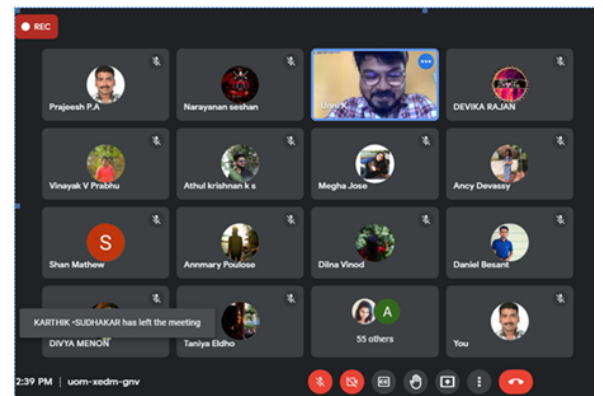 REC
Prajeesh P.A
Narayanan seshan
Unni K
DEVIKA RAJAN
Vinayak V Prabhu
Athul krishnan k s
Megha Jose
Ancy Devassy
S
Shan Mathew
Annmary Poulose
Dilna Vinod
Daniel Besant
KARTHIK •SUDHAKAR has left the meeting
A
DIVYA MENON
Taniya Eldho
55 others
You
2:39 PM | uom-xedm-gnv